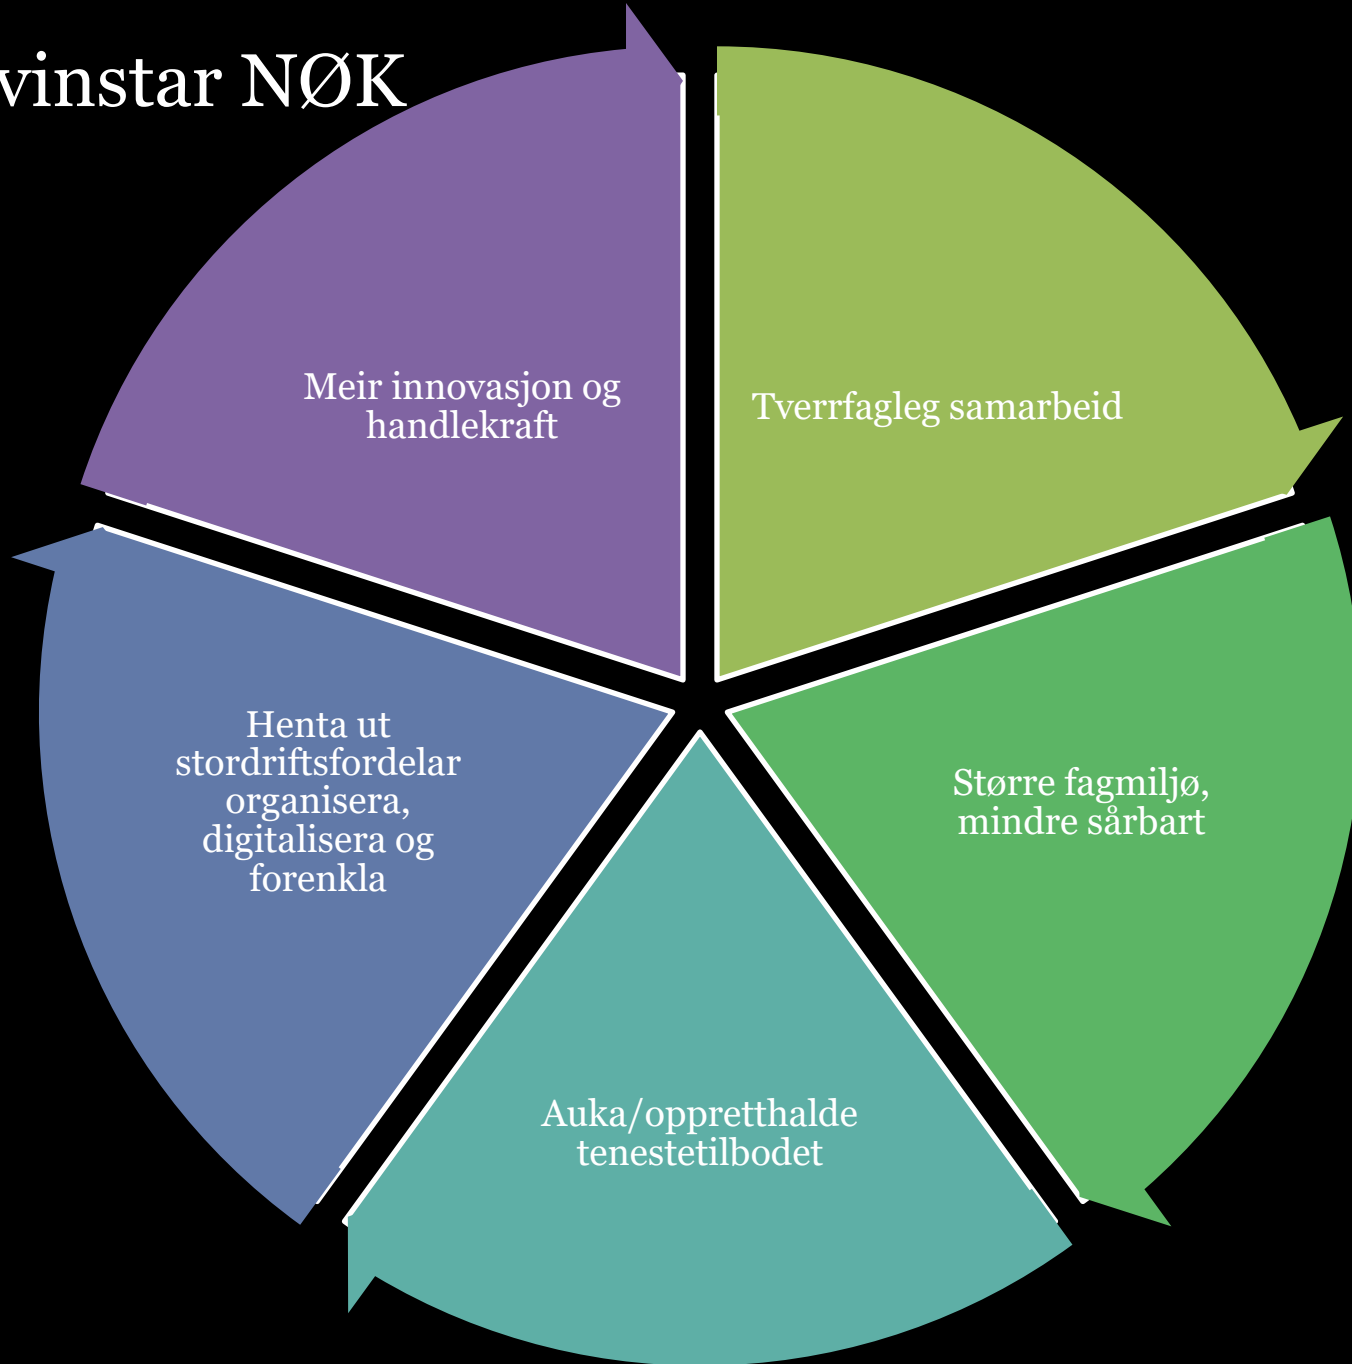 vinstar NØK
Meir innovasjon og
handlekraft
Tverrfagleg samarbeid
Henta ut
stordriftsfordelar
organisera,
digitalisera og
forenkla
Større fagmiljø,
mindre sårbart
Auka/oppretthalde
tenestetilbodet